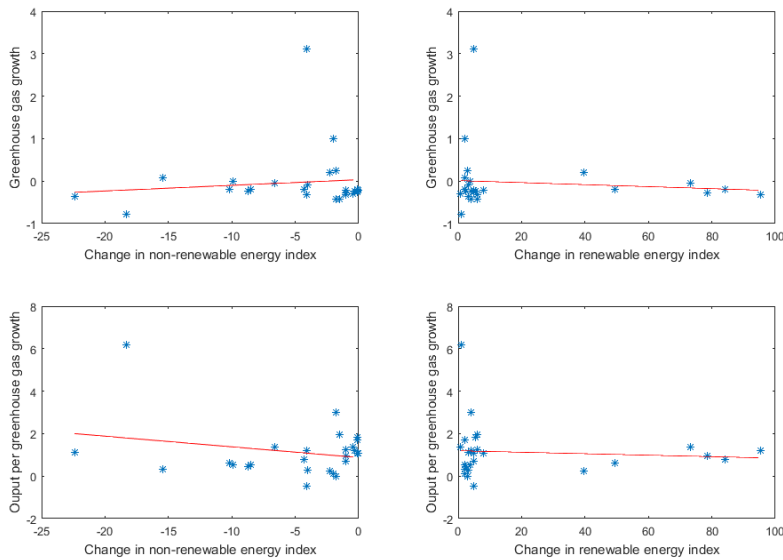 4
3
2
1
0
-1
Greenhouse gas growth
-25 -20 -15 -10 -5 0
Change in non-renewable energy index
4
3
2
1
0
-1
Greenhouse gas growth
0 20 40 60 80 100
Change in renewable energy index
8
6
4
2
0
-2
Ouput per greenhouse gas growth
-25 -20 -15 -10 -5 0
Change in non-renewable energy index
8
6
4
2
0
-2
Ouput per greenhouse gas growth
0 20 40 60 80 100
Change in renewable energy index